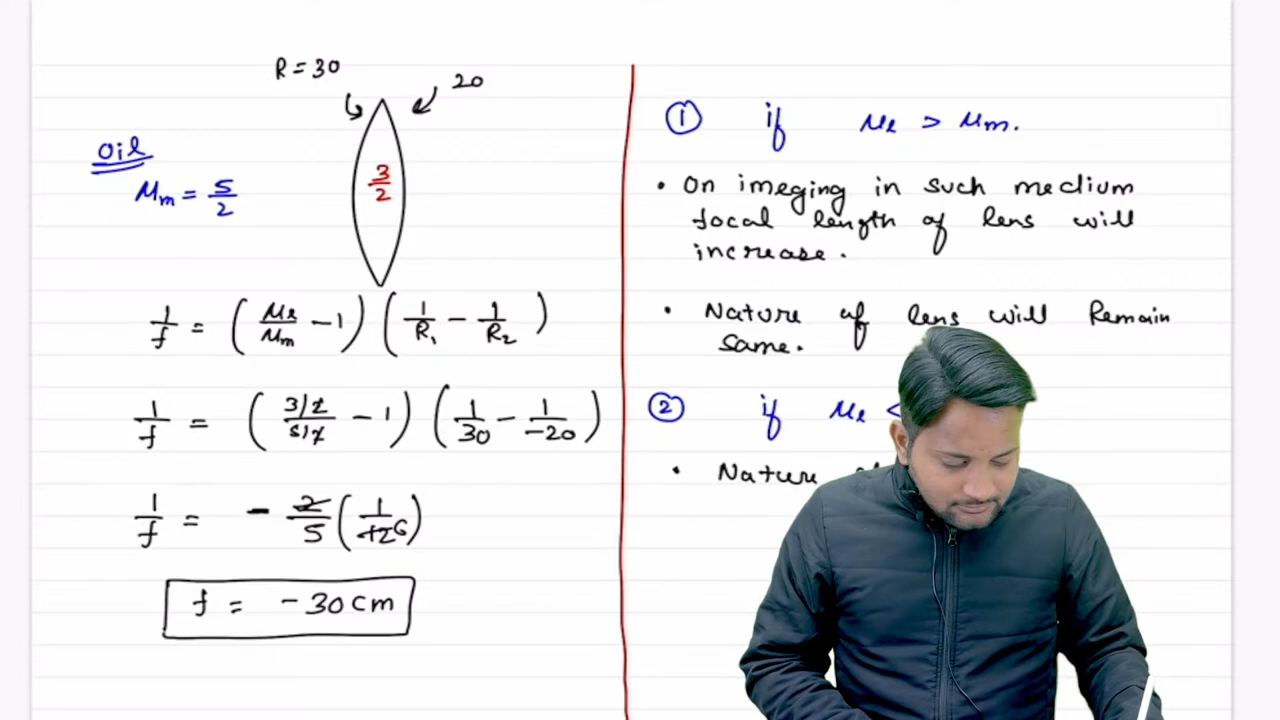 R = 30
20
Oil
μm = 5/2
3/2
1/f = (μl/μm - 1) (1/R1 - 1/R2)
1/f = (3/2/5/2 - 1) (1/30 - 1/-20)
1/f = - 2/5 (1/12 6)
f = - 30 cm
① if μl > μm.
• On imeging in such medium
focal length of lens will
increase.
• Nature of lens will Remain
same.
② if μl <
• Nature